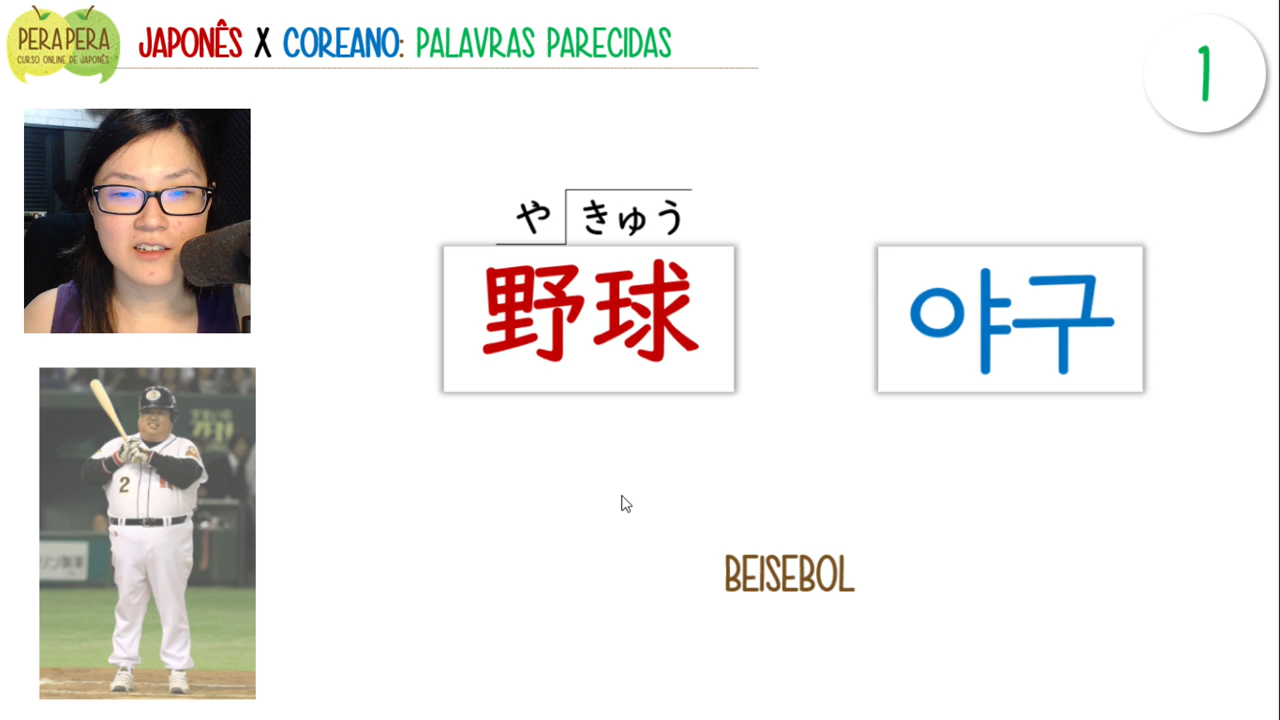 PERA PERA
CURSO ONLINE DE JAPONÊS
JAPONÊS X COREANO: PALAVRAS PARECIDAS
1
や きゅう
野球
야구
2
BEISEBOL